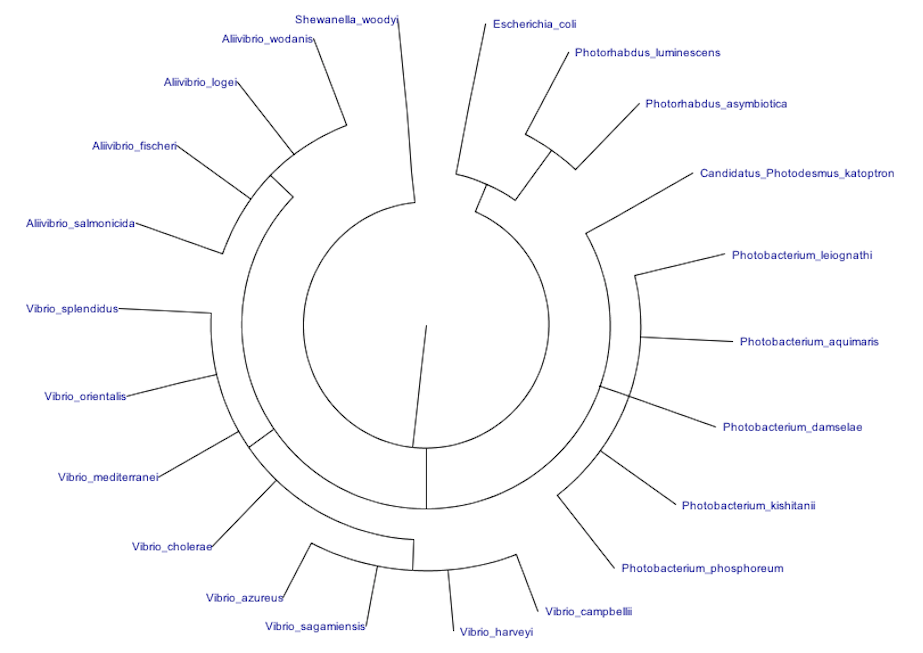 Shewanella_woodyi
Escherichia_coli
Aliivibrio_wodanis
Photorhabdus_luminescens
Aliivibrio_logei
Photorhabdus_asymbiotica
Aliivibrio_fischeri
Candidatus_Photodesmus_katoptron
Aliivibrio_salmonicida
Photobacterium_leiognathi
Vibrio_splendidus
Photobacterium_aquimaris
Vibrio_orientalis
Photobacterium_damselae
Vibrio_mediterranei
Photobacterium_kishitanii
Vibrio_cholerae
Photobacterium_phosphoreum
Vibrio_azureus
Vibrio_campbellii
Vibrio_sagamiensis
Vibrio_harveyi